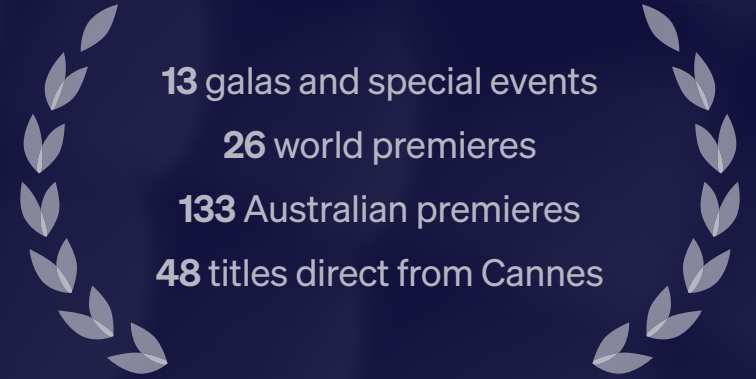 13 galas and special events
26 world premieres
133 Australian premieres
48 titles direct from Cannes